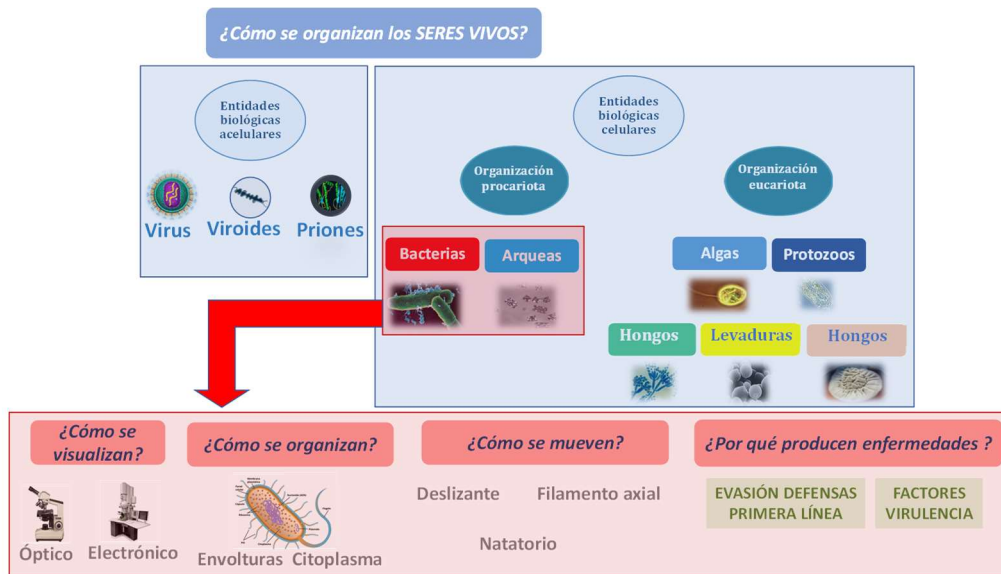 ¿Cómo se organizan los SERES VIVOS?
Entidades
biológicas
acelulares
Virus
Viroides
Priones
Entidades
biológicas
celulares
Organización
procariota
Organización
eucariota
Bacterias
Arqueas
Algas
Protozoos
Hongos
Levaduras
Hongos
¿Cómo se
visualizan?
Óptico
Electrónico
¿Cómo se organizan?
Envolturas
Citoplasma
¿Cómo se mueven?
Deslizante
Filamento axial
Natatorio
¿Por qué producen enfermedades ?
EVASIÓN DEFENSAS
PRIMERA LÍNEA
FACTORES
VIRULENCIA